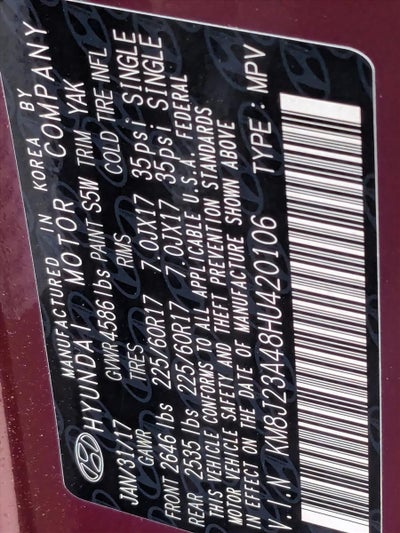 MANUFACTURED IN KOREA BY
HYUNDAI MOTOR COMPANY
JAN/31/17 GVWR 4586 lbs PAINT S5W TRIM YAK
GAWR TIRES RMS COLD TIRE INFL
FRONT 2646 lbs 225/60R17 7.0JX17 35psi SINGLE
REAR 2535 lbs 225/60R17 7.0JX17 35psi SINGLE
THIS VEHICLE CONFORMS TO ALL APPLICABLE U.S.A. FEDERAL
MOTOR VEHICLE SAFETY AND THEFT PREVENTION STANDARDS
IN EFFECT ON THE DATE OF MANUFACTURE SHOWN ABOVE
V.I.N : KM8J23A48HU420106 TYPE : MPV